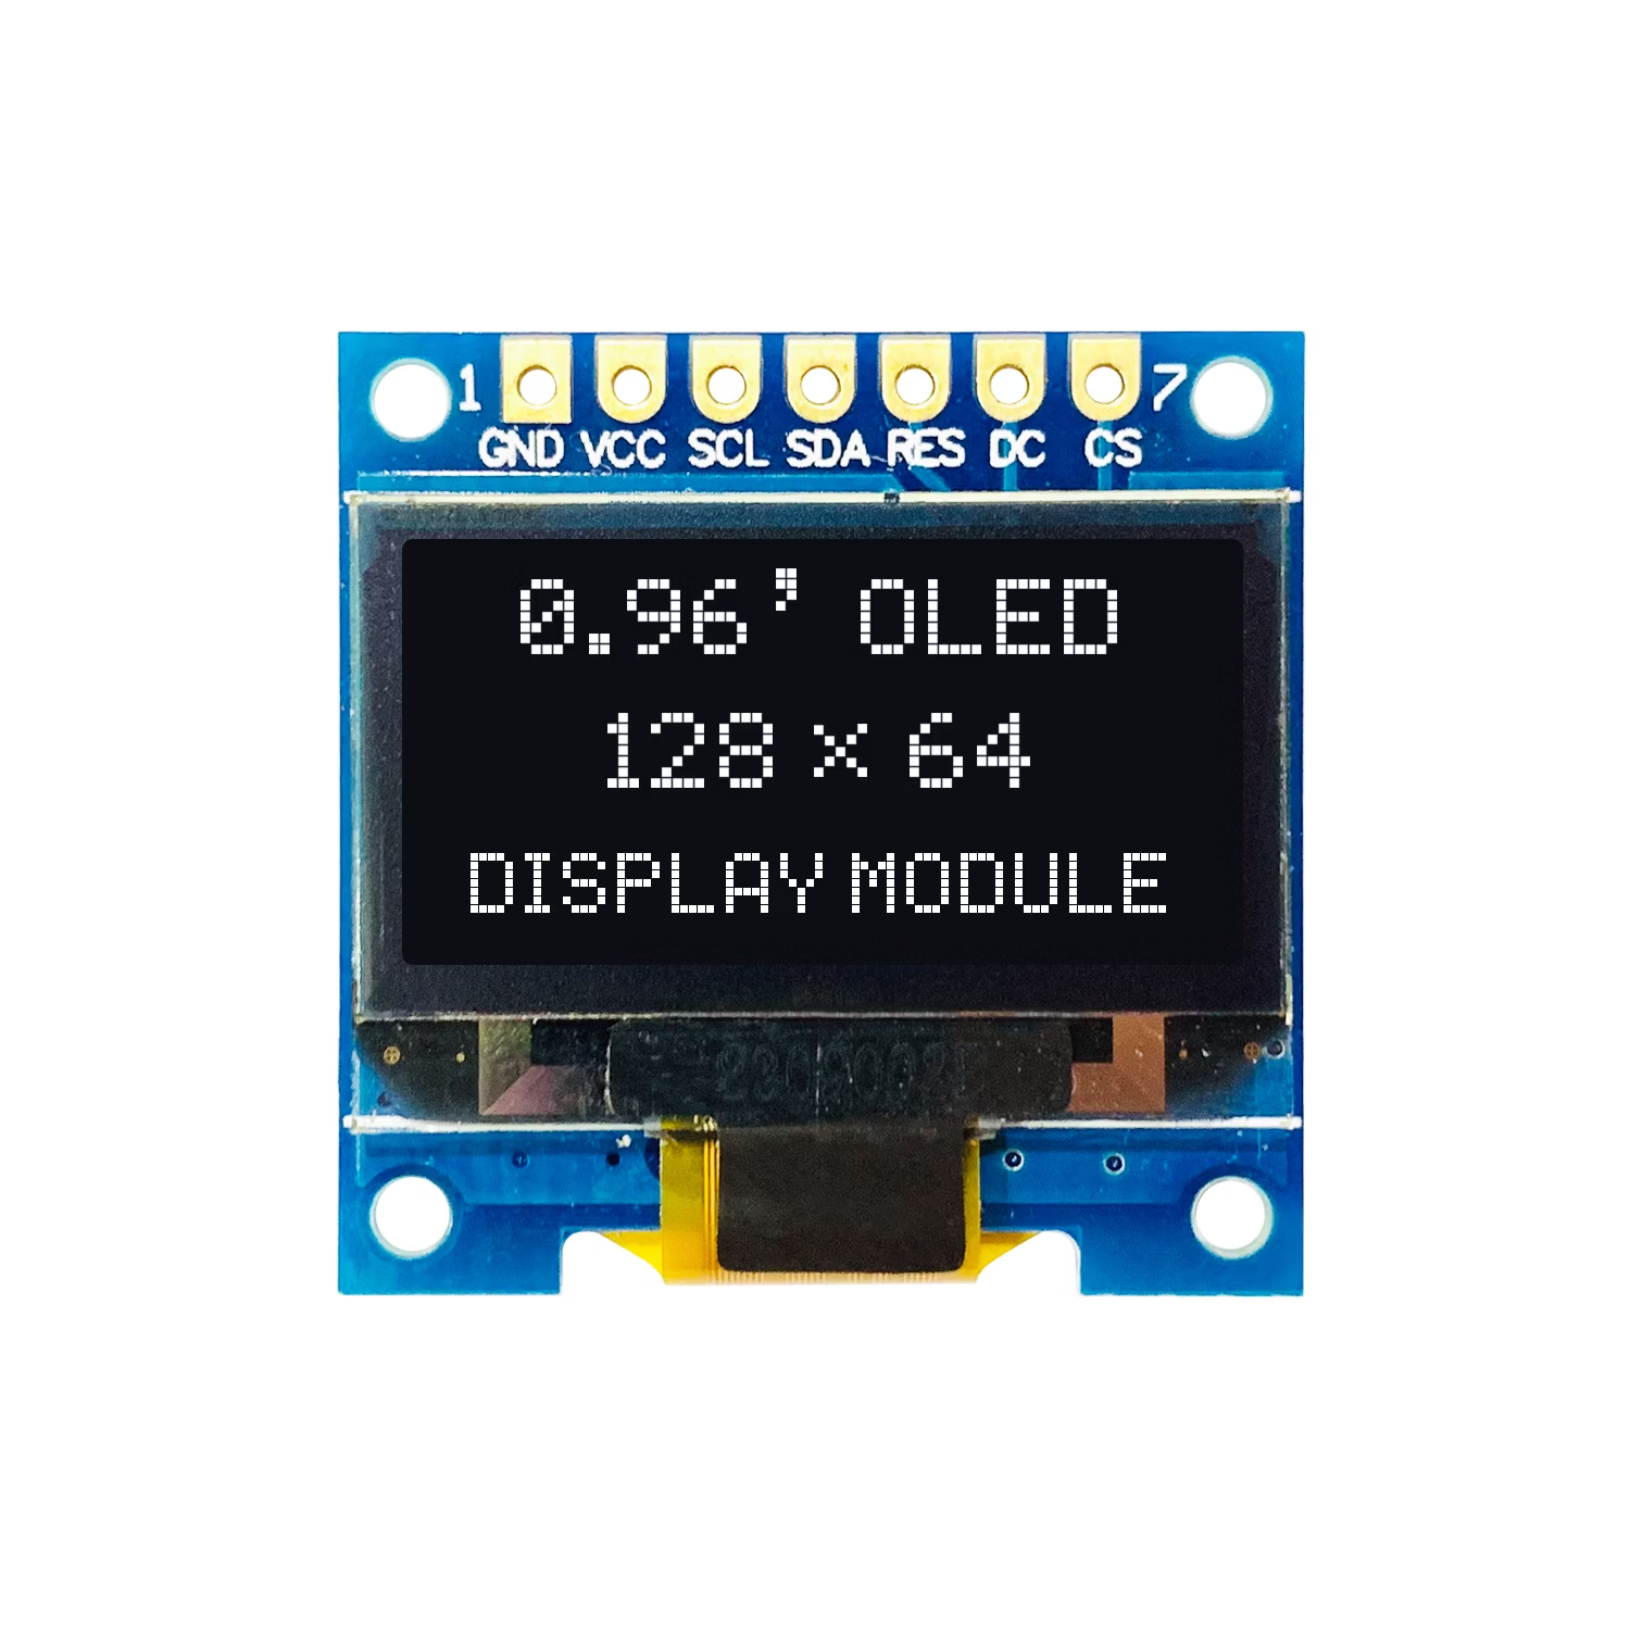 1 7
GND VCC SCL SDA RES DC CS
0.96' OLED
128 × 64
DISPLAY MODULE